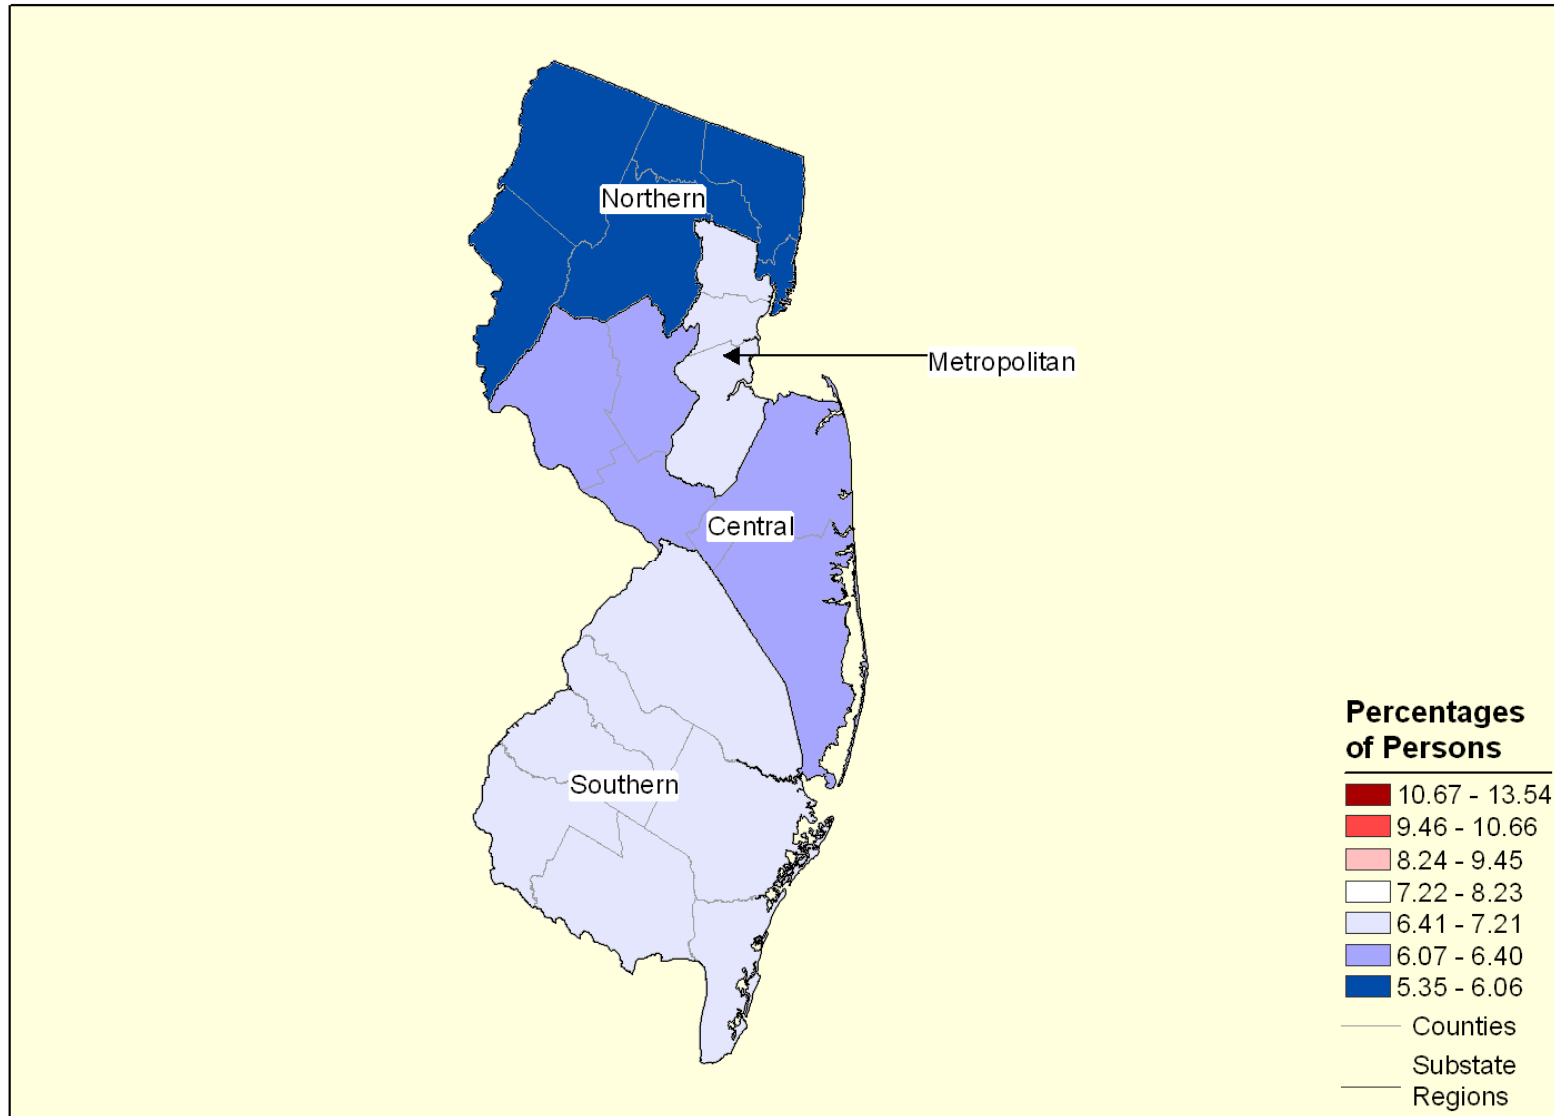 Northern
Metropolitan
Central
Southern
Percentages
of Persons
10.67 - 13.54
9.46 - 10.66
8.24 - 9.45
7.22 - 8.23
6.41 - 7.21
6.07 - 6.40
5.35 - 6.06
Counties
Substate
Regions